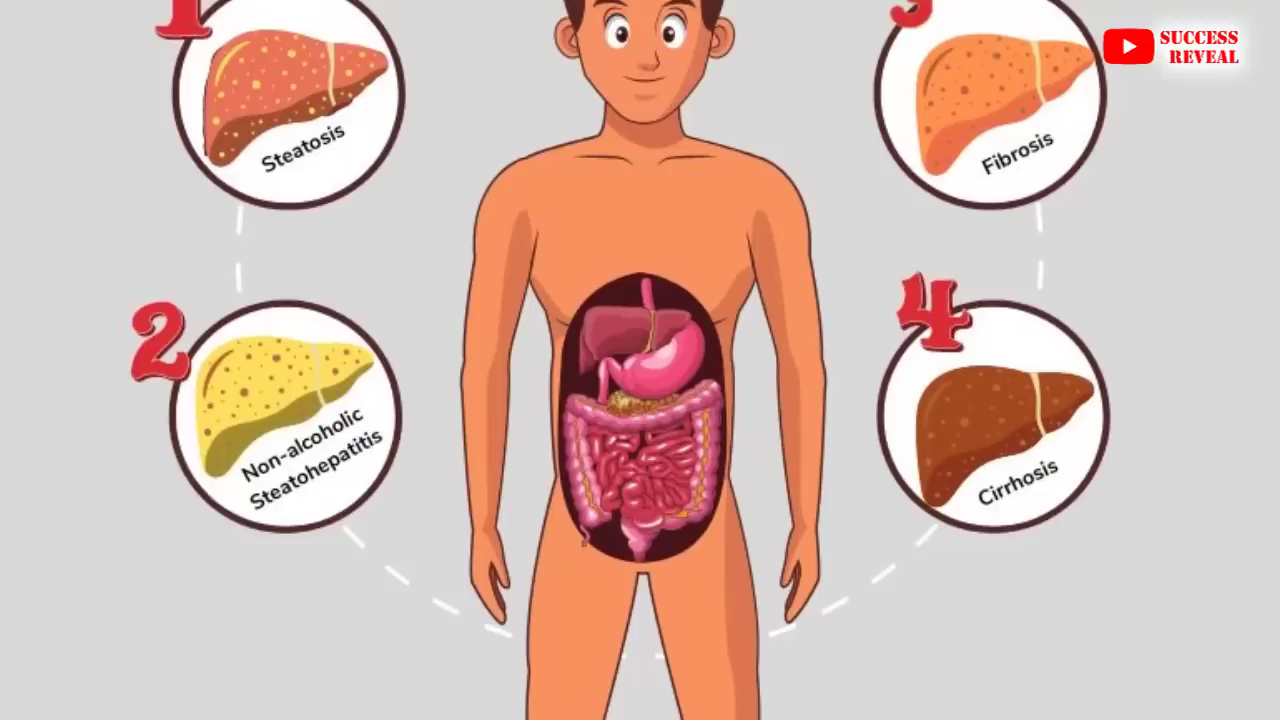 1
Steatosis
2
Non-alcoholic
Steatohepatitis
3
Fibrosis
4
Cirrhosis
SUCCESS
REVEAL